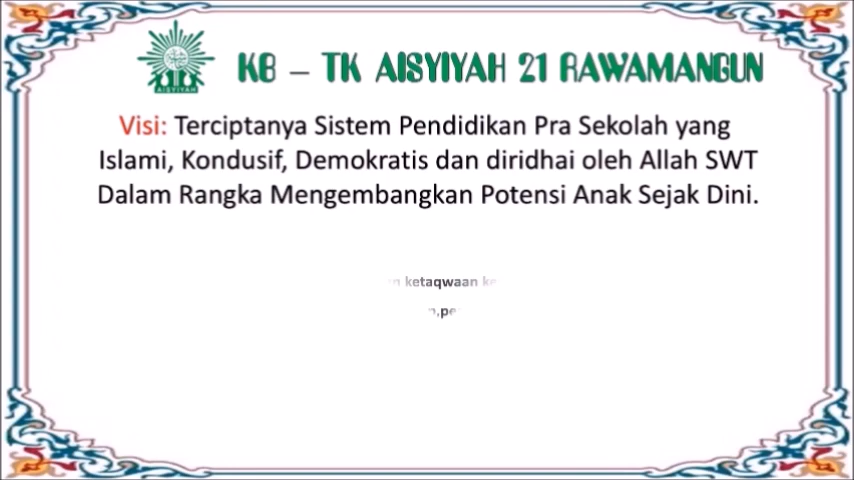 AISYIYAH
KB – TK AISYIYAH 21 RAWAMANGUN
Visi: Terciptanya Sistem Pendidikan Pra Sekolah yang
Islami, Kondusif, Demokratis dan diridhai oleh Allah SWT
Dalam Rangka Mengembangkan Potensi Anak Sejak Dini.
ketaqwaan